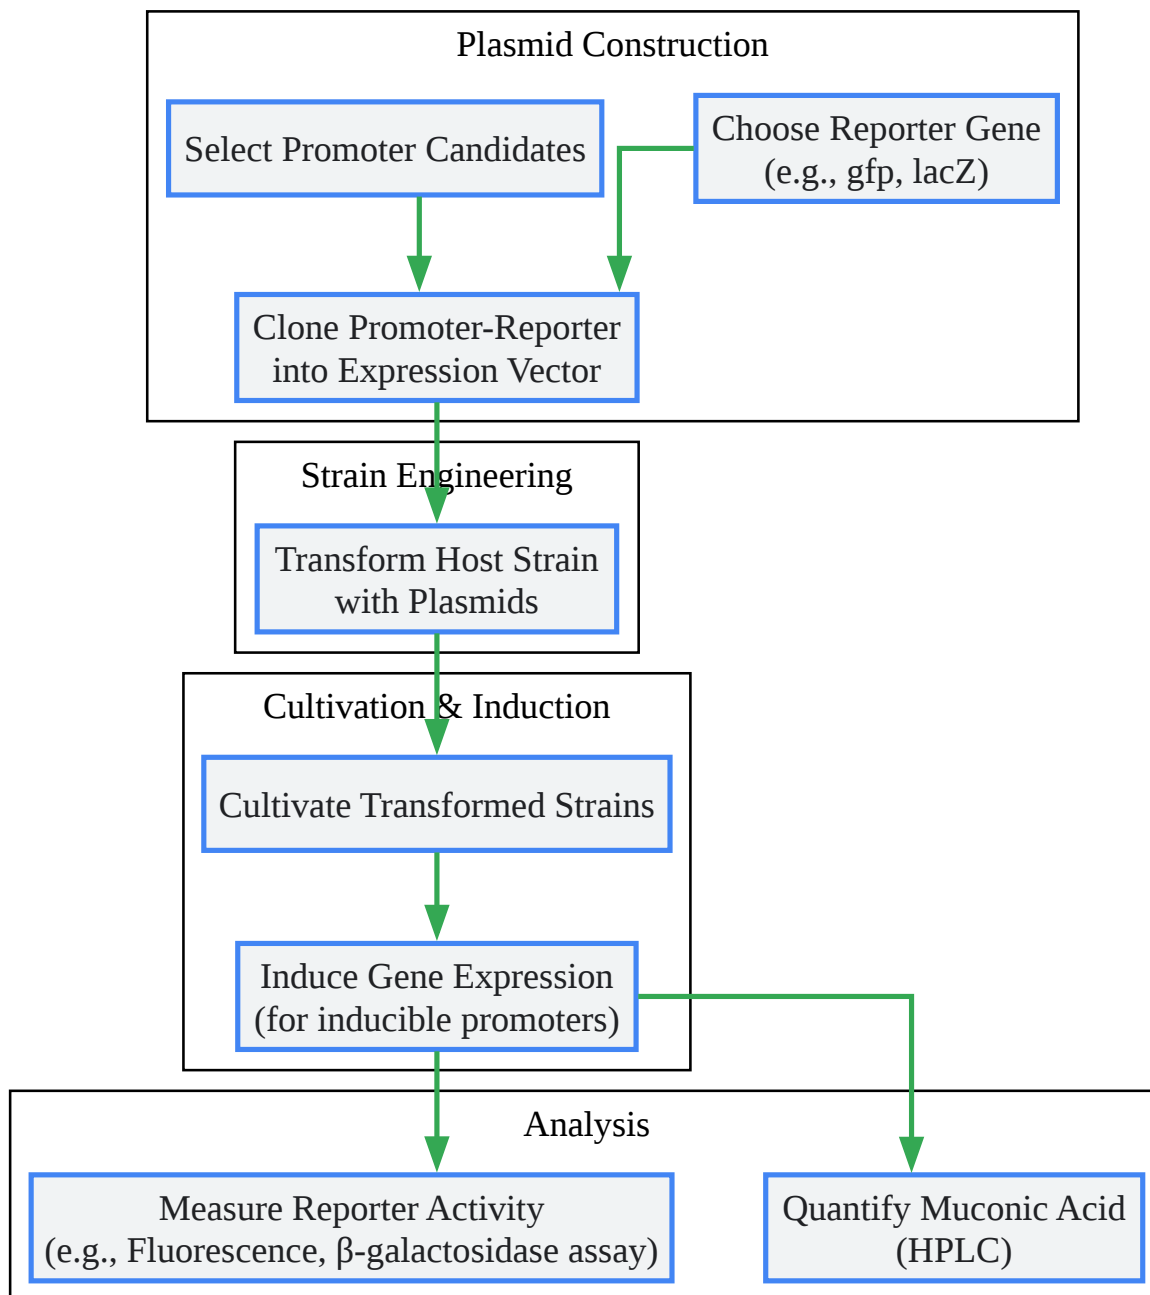 Plasmid Construction
Select Promoter Candidates
Choose Reporter Gene
(e.g., gfp, lacZ)
Clone Promoter-Reporter
into Expression Vector
Strain Engineering
Transform Host Strain
with Plasmids
Cultivation & Induction
Cultivate Transformed Strains
Induce Gene Expression
(for inducible promoters)
Analysis
Measure Reporter Activity
(e.g., Fluorescence, β-galactosidase assay)
Quantify Muconic Acid
(HPLC)